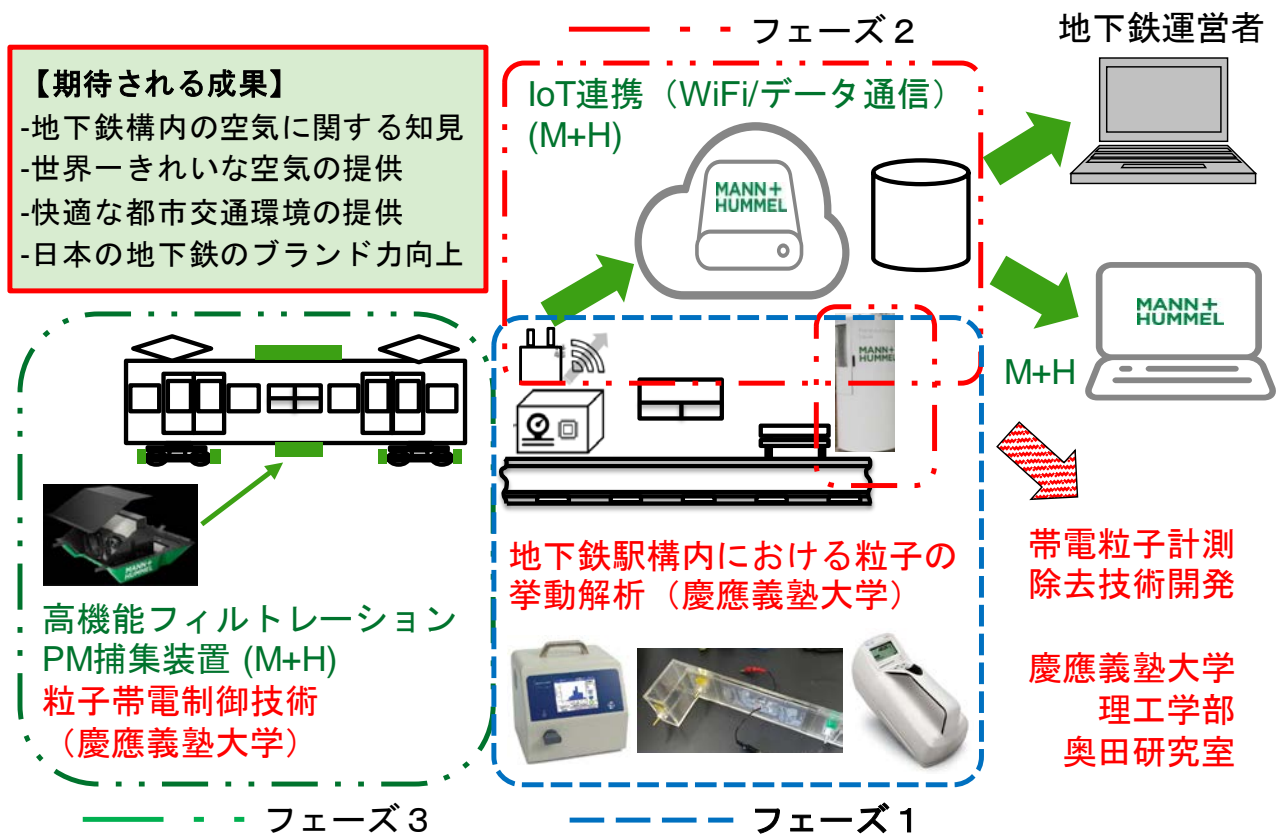 フェーズ２
地下鉄運営者
【期待される成果】
-地下鉄構内の空気に関する知見
-世界一きれいな空気の提供
-快適な都市交通環境の提供
-日本の地下鉄のブランド力向上
IoT連携（WiFi/データ通信）
(M+H)
MANN+
HUMMEL
MANN+
HUMMEL
M+H
MANN+
HUMMEL
MANN+
HUMMEL
高機能フィルトレーション
PM捕集装置 (M+H)
粒子帯電制御技術
（慶應義塾大学）
地下鉄駅構内における粒子の
挙動解析（慶應義塾大学）
帯電粒子計測
除去技術開発
慶應義塾大学
理工学部
奥田研究室
フェーズ３
フェーズ１